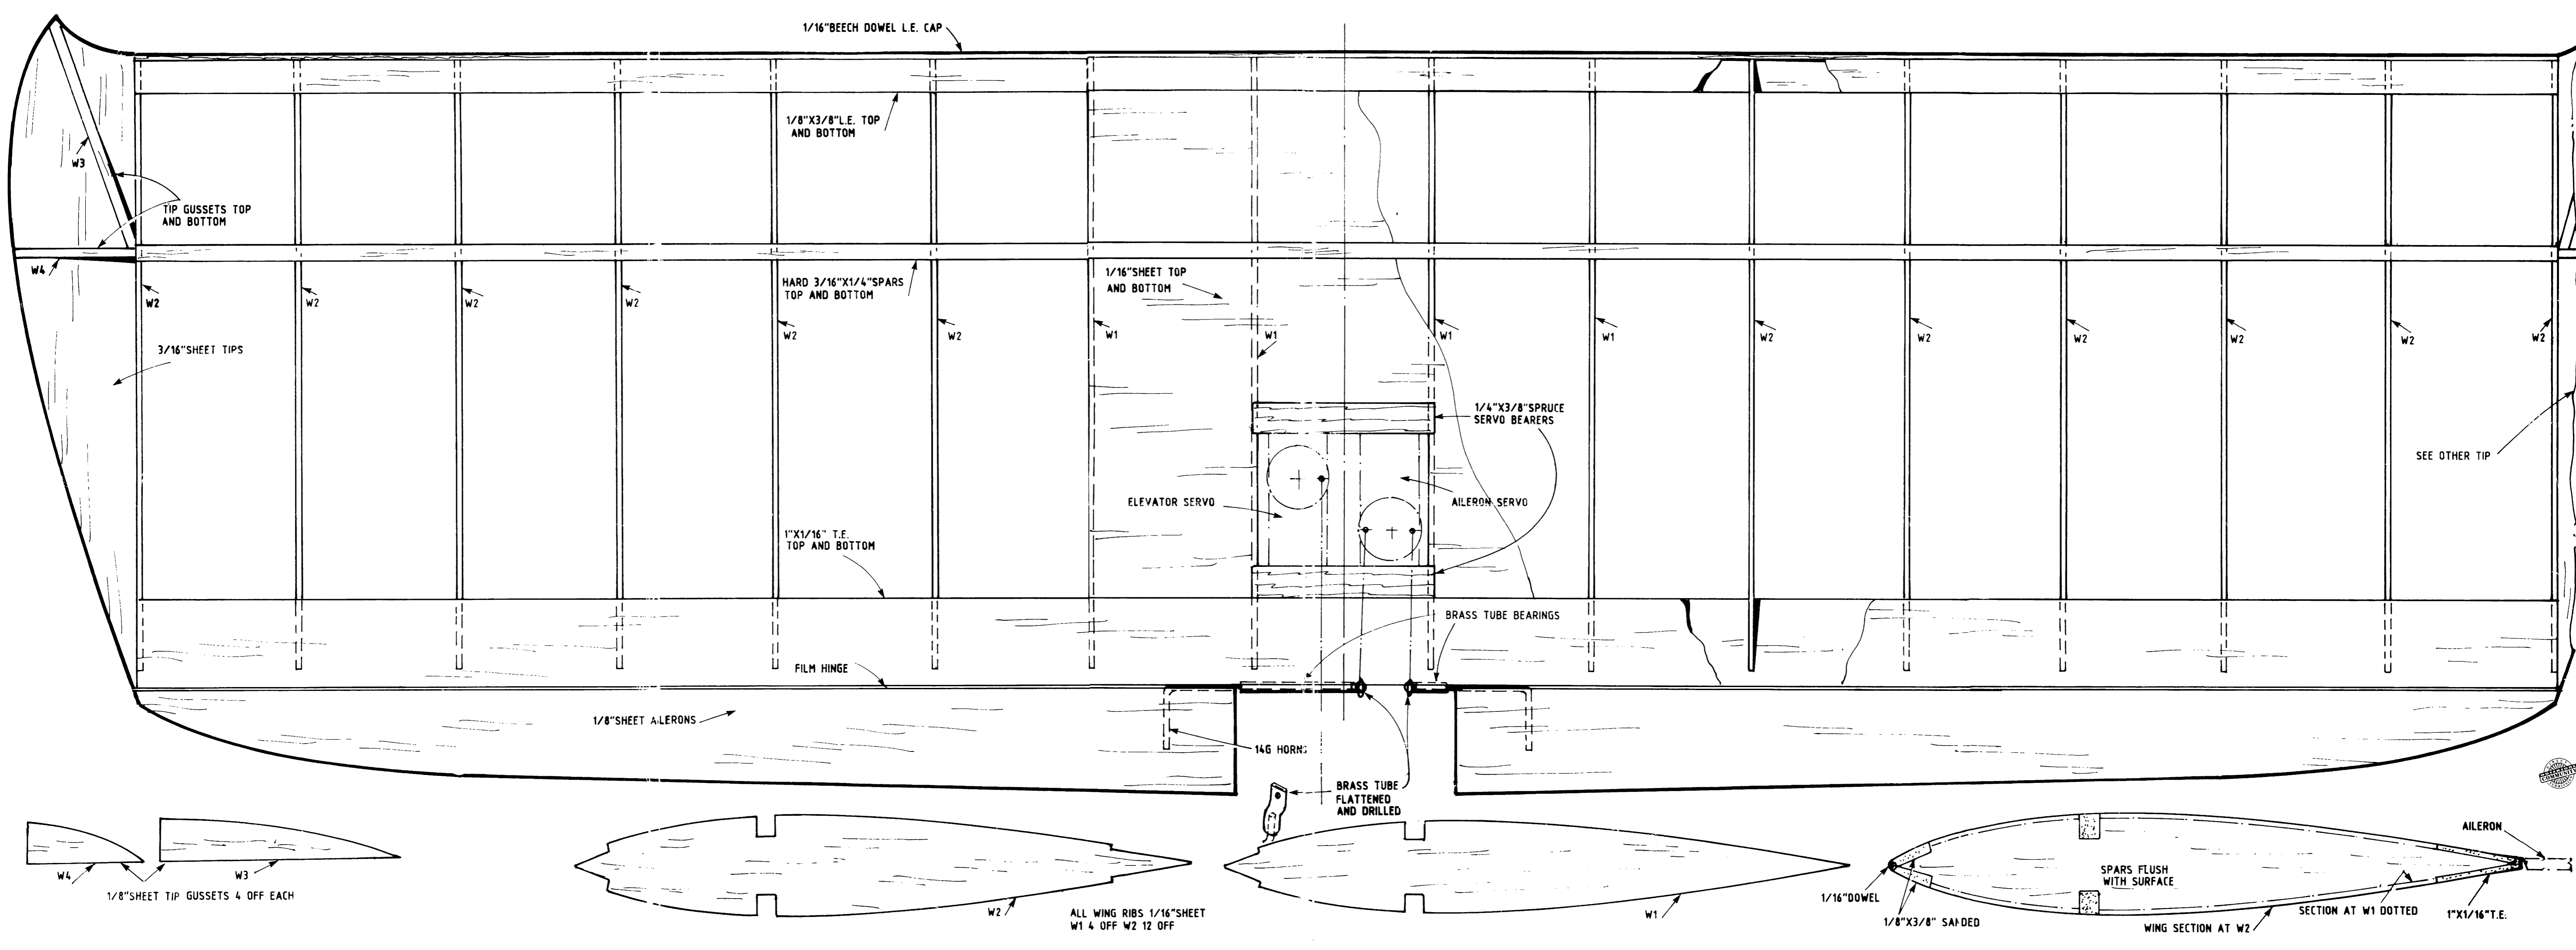 1/16"BEECH DOWEL L.E. CAP
1/8"X3/8"L.E. TOP
AND BOTTOM
W3
TIP GUSSETS TOP
AND BOTTOM
W4
1/16"SHEET TOP
AND BOTTOM
HARD 3/16"X1/4"SPARS
TOP AND BOTTOM
W2
W2
W2
W2
W2
W2
W1
W1
W1
W1
W2
W2
W2
W2
W2
W2
3/16"SHEET TIPS
1/4"X3/8"SPRUCE
SERVO BEARERS
SEE OTHER TIP
ELEVATOR SERVO
AILERON SERVO
1"X1/16" T.E.
TOP AND BOTTOM
BRASS TUBE BEARINGS
FILM HINGE
1/8"SHEET AILERONS
14G HORNS
BRASS TUBE
FLATTENED
AND DRILLED
AILERON
W4
W3
1/8"SHEET TIP GUSSETS 4 OFF EACH
W2
ALL WING RIBS 1/16"SHEET
W1 4 OFF W2 12 OFF
W1
SPARS FLUSH
WITH SURFACE
1/16"DOWEL
1/8"X3/8" SANDED
SECTION AT W1 DOTTED
1"X1/16"T.E.
WING SECTION AT W2